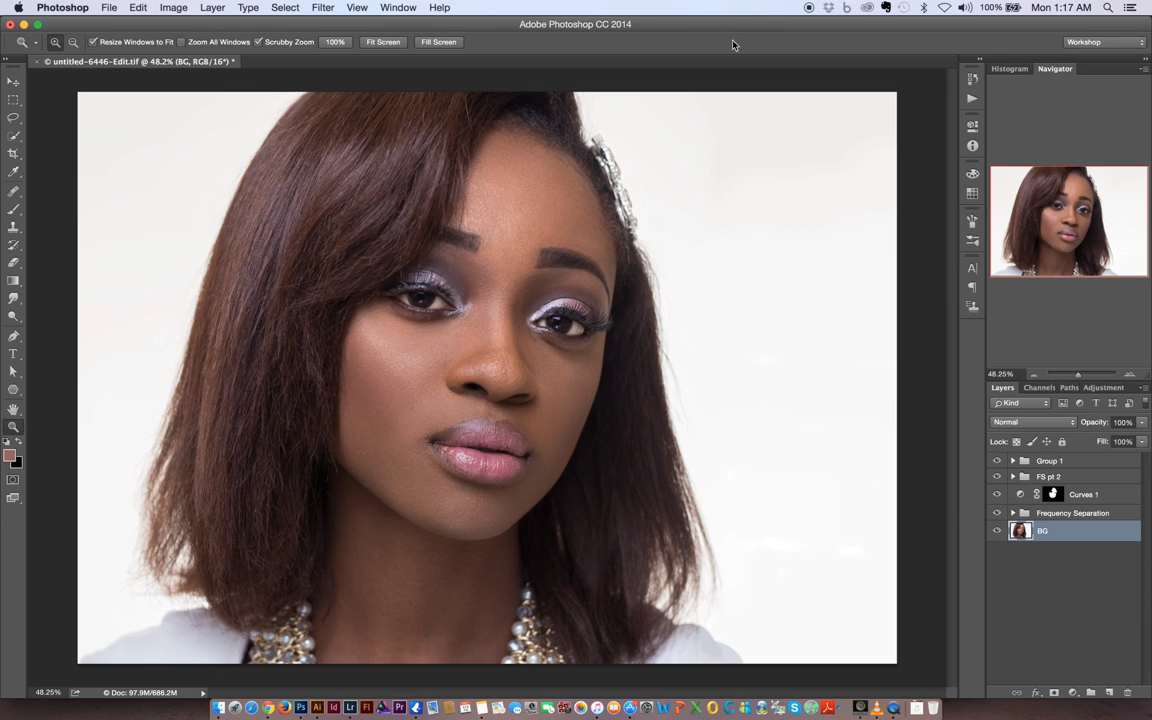 Photoshop File Edit Image Layer Type Select Filter View Window Help 100% Mon 1:17 AM
Adobe Photoshop CC 2014
Resize Windows to Fit Zoom All Windows Scrubby Zoom 100% Fit Screen Fill Screen Workshop
× © untitled-6446-Edit.tif @ 48.2% (BG, RGB/16*) *
Histogram Navigator
48.25%
Layers Channels Paths Adjustment
Kind
Normal Opacity: 100%
Lock: Fill: 100%
Group 1
FS pt 2
Curves 1
Frequency Separation
BG
48.25% © Doc: 97.9M/686.2M